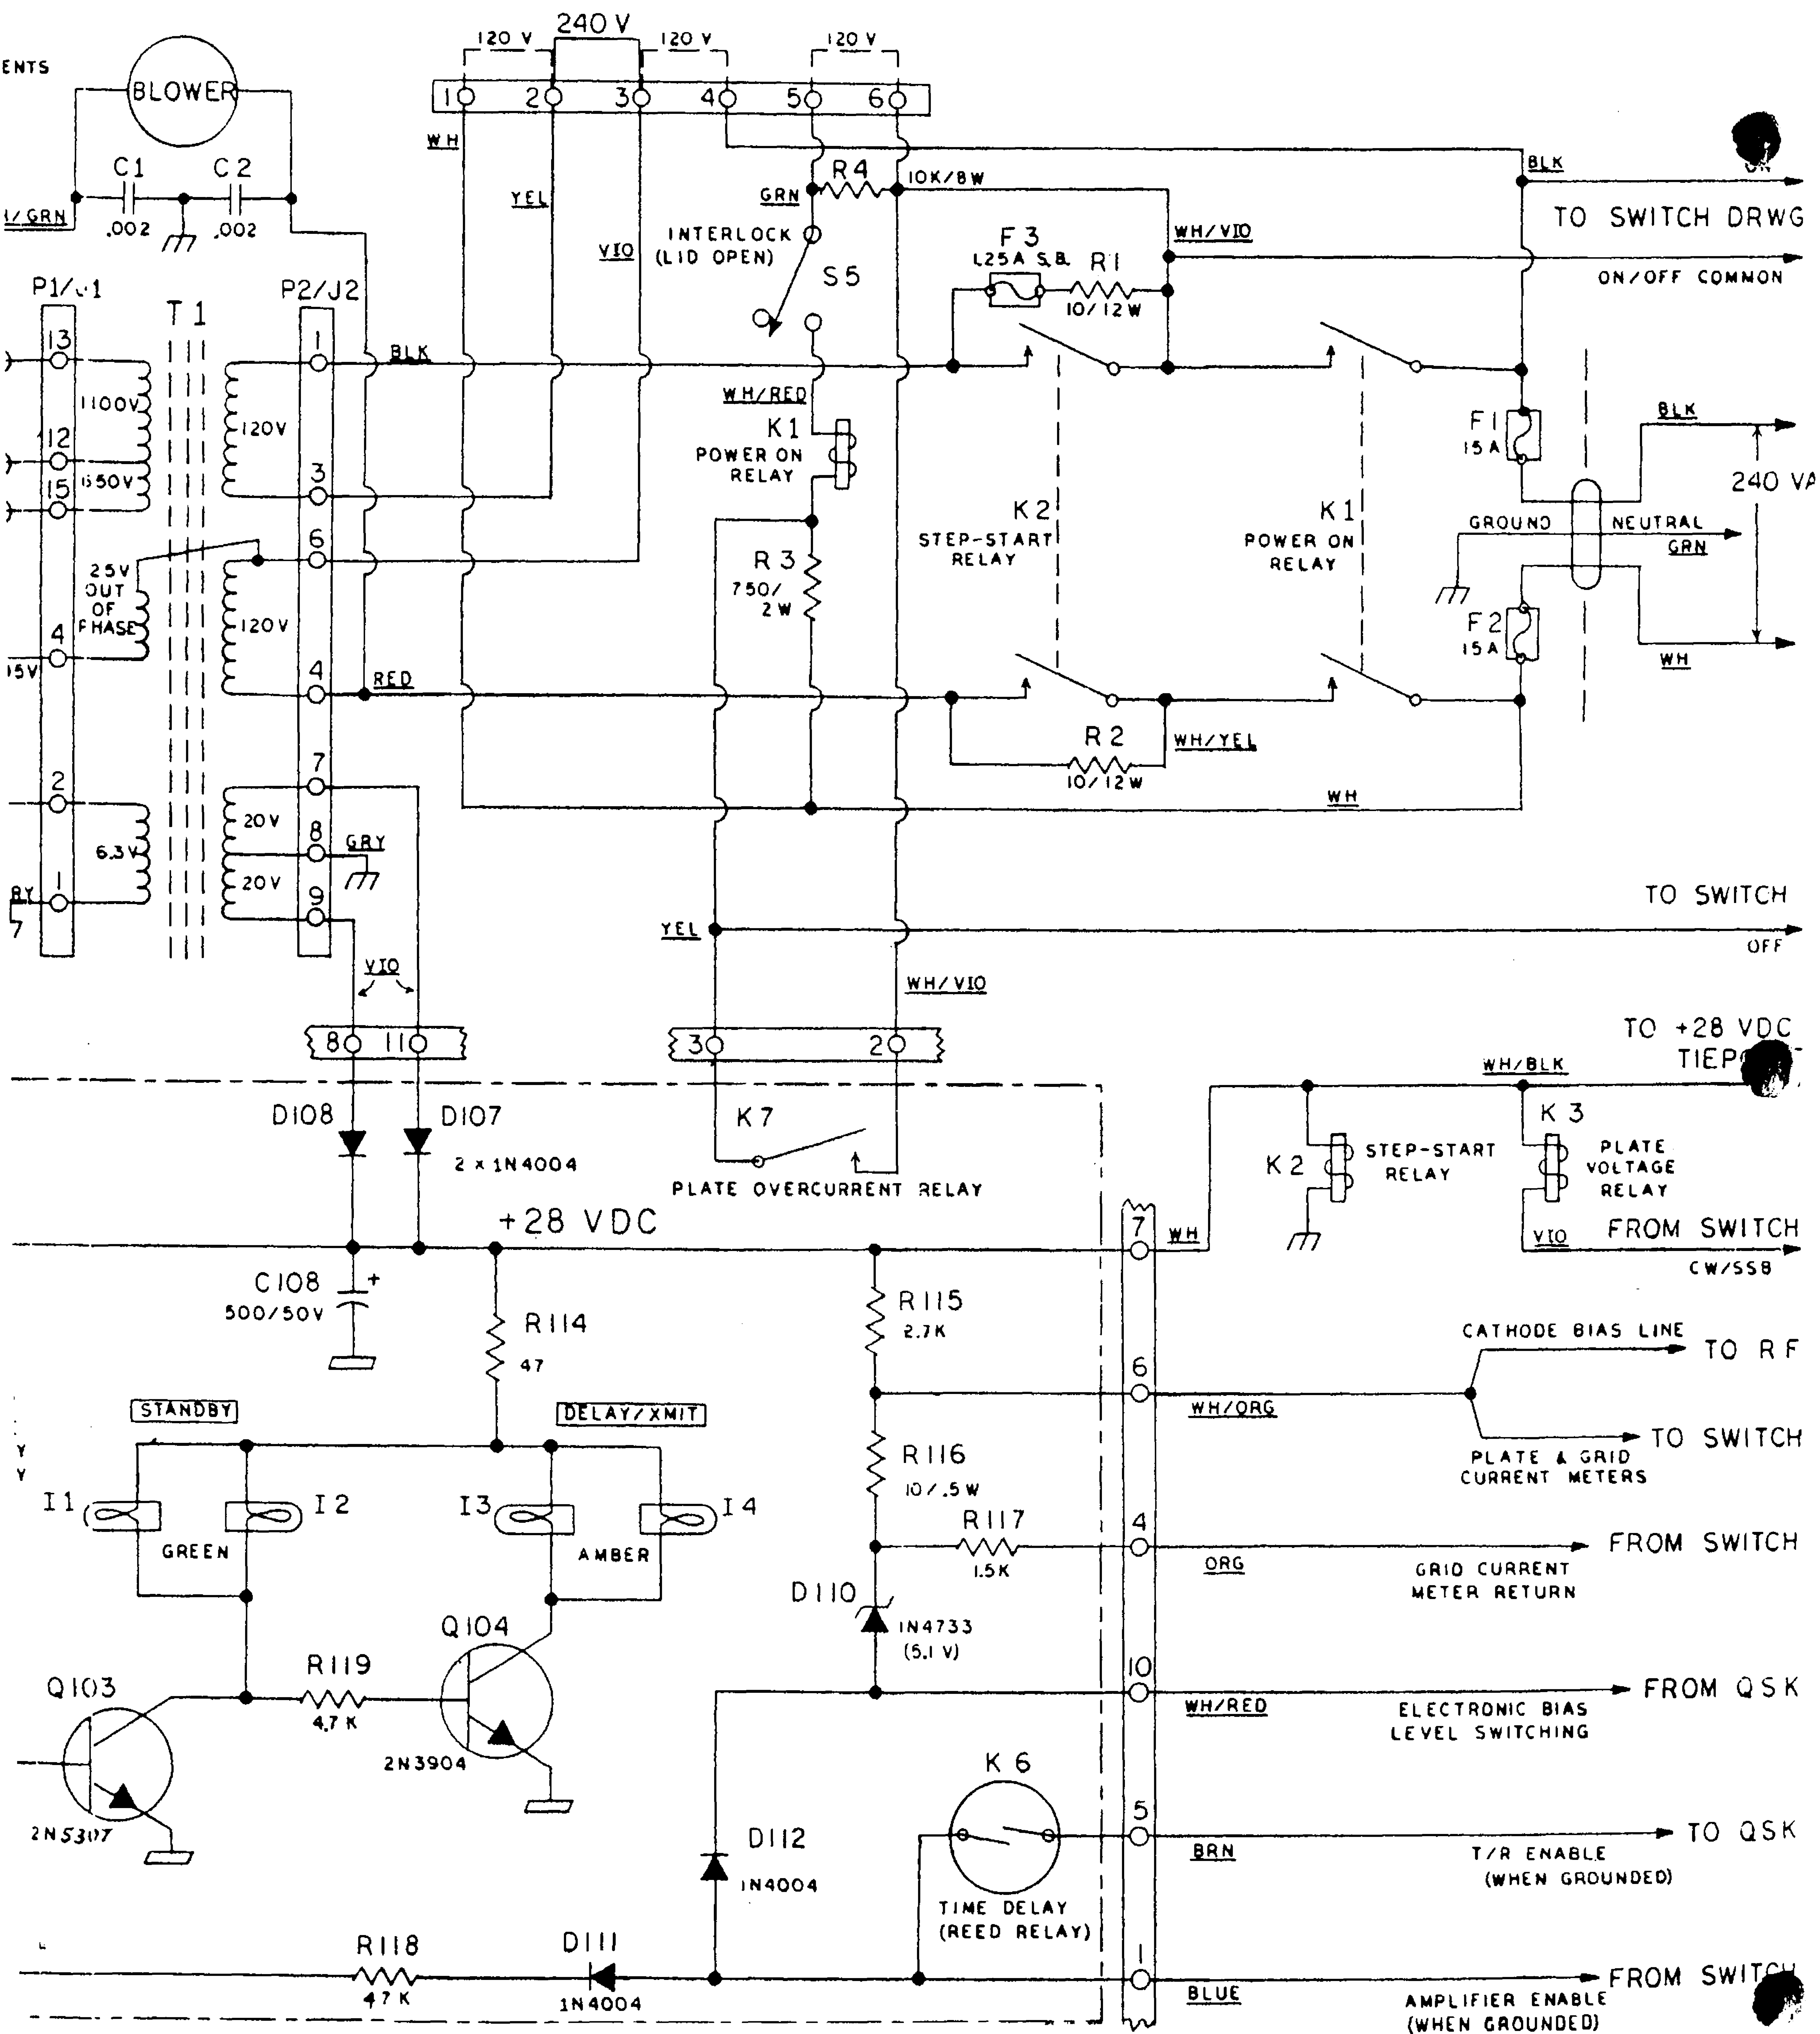 240 V
120 V
120 V
120 V
ENTS
BLOWER
1
2
3
4
5
6
WH
BLK
C1
C2
.002
.002
/GRN
YEL
GRN
R4
10K/8W
TO SWITCH DRWG
INTERLOCK
(LID OPEN)
S5
VIO
WH/VIO
F3
1.25A S.B.
R1
10/12W
ON/OFF COMMON
P1/J1
T1
P2/J2
13
1
BLK
1100V
120V
WH/RED
12
K1
POWER ON
RELAY
F1
15A
BLK
650V
15
3
240 VA
K2
STEP-START
RELAY
K1
POWER ON
RELAY
GROUND
NEUTRAL
GRN
6
R3
750/
2W
25V
OUT
OF
PHASE
120V
4
F2
15A
15V
WH
4
RED
R2
10/12W
WH/YEL
7
2
WH
20V
8
GRY
6.3V
20V
1
9
BY
7
TO SWITCH
YEL
OFF
VIO
WH/VIO
8
11
3
2
TO +28 VDC
WH/BLK
D108
D107
2 x 1N4004
K7
PLATE OVERCURRENT RELAY
K2
STEP-START
RELAY
K3
PLATE
VOLTAGE
RELAY
+28 VDC
7
WH
VIO
FROM SWITCH
CW/SSB
C108
+
500/50V
R114
47
R115
2.7K
CATHODE BIAS LINE
TO RF
6
WH/ORG
STANDBY
DELAY/XMIT
TO SWITCH
PLATE & GRID
CURRENT METERS
Y
Y
R116
10/.5W
I1
I2
I3
I4
GREEN
AMBER
R117
1.5K
4
ORG
FROM SWITCH
GRID CURRENT
METER RETURN
D110
1N4733
(5.1 V)
Q104
R119
4.7 K
2N3904
Q103
2N5307
10
WH/RED
FROM QSK
ELECTRONIC BIAS
LEVEL SWITCHING
K6
TIME DELAY
(REED RELAY)
5
BRN
TO QSK
T/R ENABLE
(WHEN GROUNDED)
D112
1N4004
R118
47K
D111
1N4004
1
BLUE
FROM SWITCH
AMPLIFIER ENABLE
(WHEN GROUNDED)